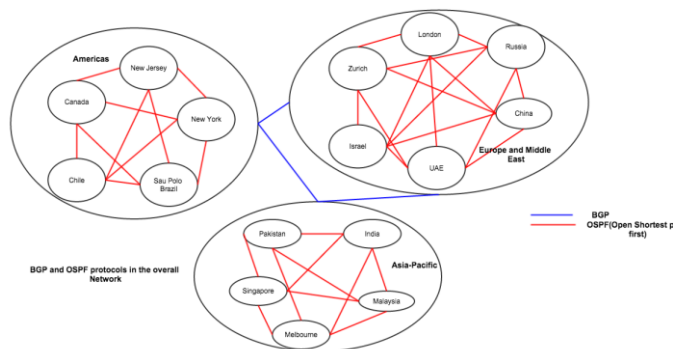 Americas
New Jersey
Canada
New York
Chile
Sau Polo
Brazil
London
Russia
Zurich
China
Israel
UAE
Europe and Middle
East
BGP
OSPF(Open Shortest p
first)
Pakistan
India
Asia-Pacific
Singapore
Malaysia
Melbourne
BGP and OSPF protocols in the overall
Network